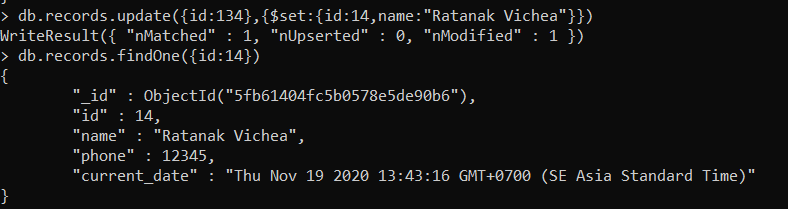 > db.records.update({id:134},{$set:{id:14,name:"Ratanak Vichea"}})
WriteResult({ "nMatched" : 1, "nUpserted" : 0, "nModified" : 1 })
> db.records.findOne({id:14})
{
        "_id" : ObjectId("5fb61404fc5b0578e5de90b6"),
        "id" : 14,
        "name" : "Ratanak Vichea",
        "phone" : 12345,
        "current_date" : "Thu Nov 19 2020 13:43:16 GMT+0700 (SE Asia Standard Time)"
}